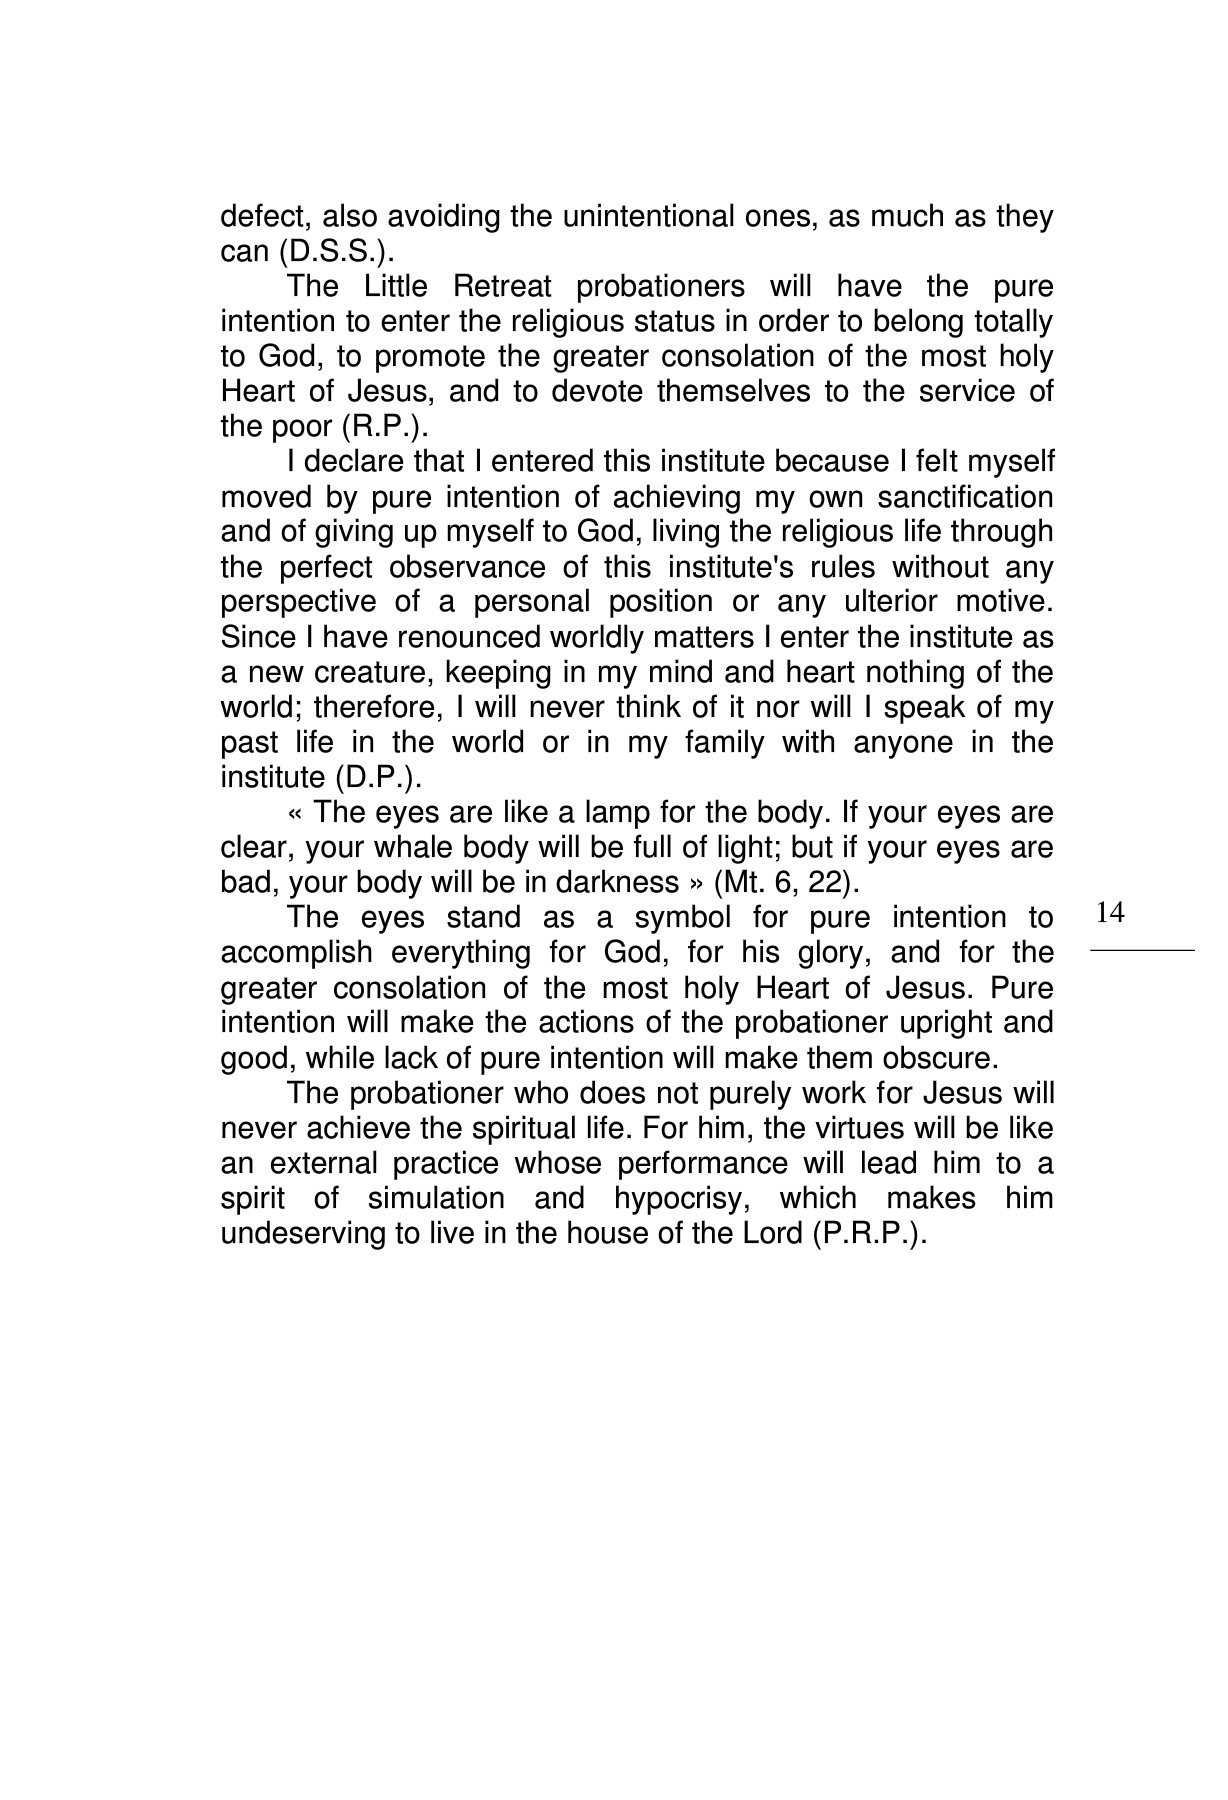 defect, also avoiding the unintentional ones, as much as they
can (D.S.S.).
The Little Retreat probationers will have the pure
intention to enter the religious status in order to belong totally
to God, to promote the greater consolation of the most holy
Heart of Jesus, and to devote themselves to the service of
the poor (R.P.).
I declare that I entered this institute because I felt myself
moved by pure intention of achieving my own sanctification
and of giving up myself to God, living the religious life through
the perfect observance of this institute's rules without any
perspective of a personal position or any ulterior motive.
Since I have renounced worldly matters I enter the institute as
a new creature, keeping in my mind and heart nothing of the
world; therefore, I will never think of it nor will I speak of my
past life in the world or in my family with anyone in the
institute (D.P.).
« The eyes are like a lamp for the body. If your eyes are
clear, your whale body will be full of light; but if your eyes are
bad, your body will be in darkness » (Mt. 6, 22).
The eyes stand as a symbol for pure intention to
accomplish everything for God, for his glory, and for the
greater consolation of the most holy Heart of Jesus. Pure
intention will make the actions of the probationer upright and
good, while lack of pure intention will make them obscure.
The probationer who does not purely work for Jesus will
never achieve the spiritual life. For him, the virtues will be like
an external practice whose performance will lead him to a
spirit of simulation and hypocrisy, which makes him
undeserving to live in the house of the Lord (P.R.P.).
14